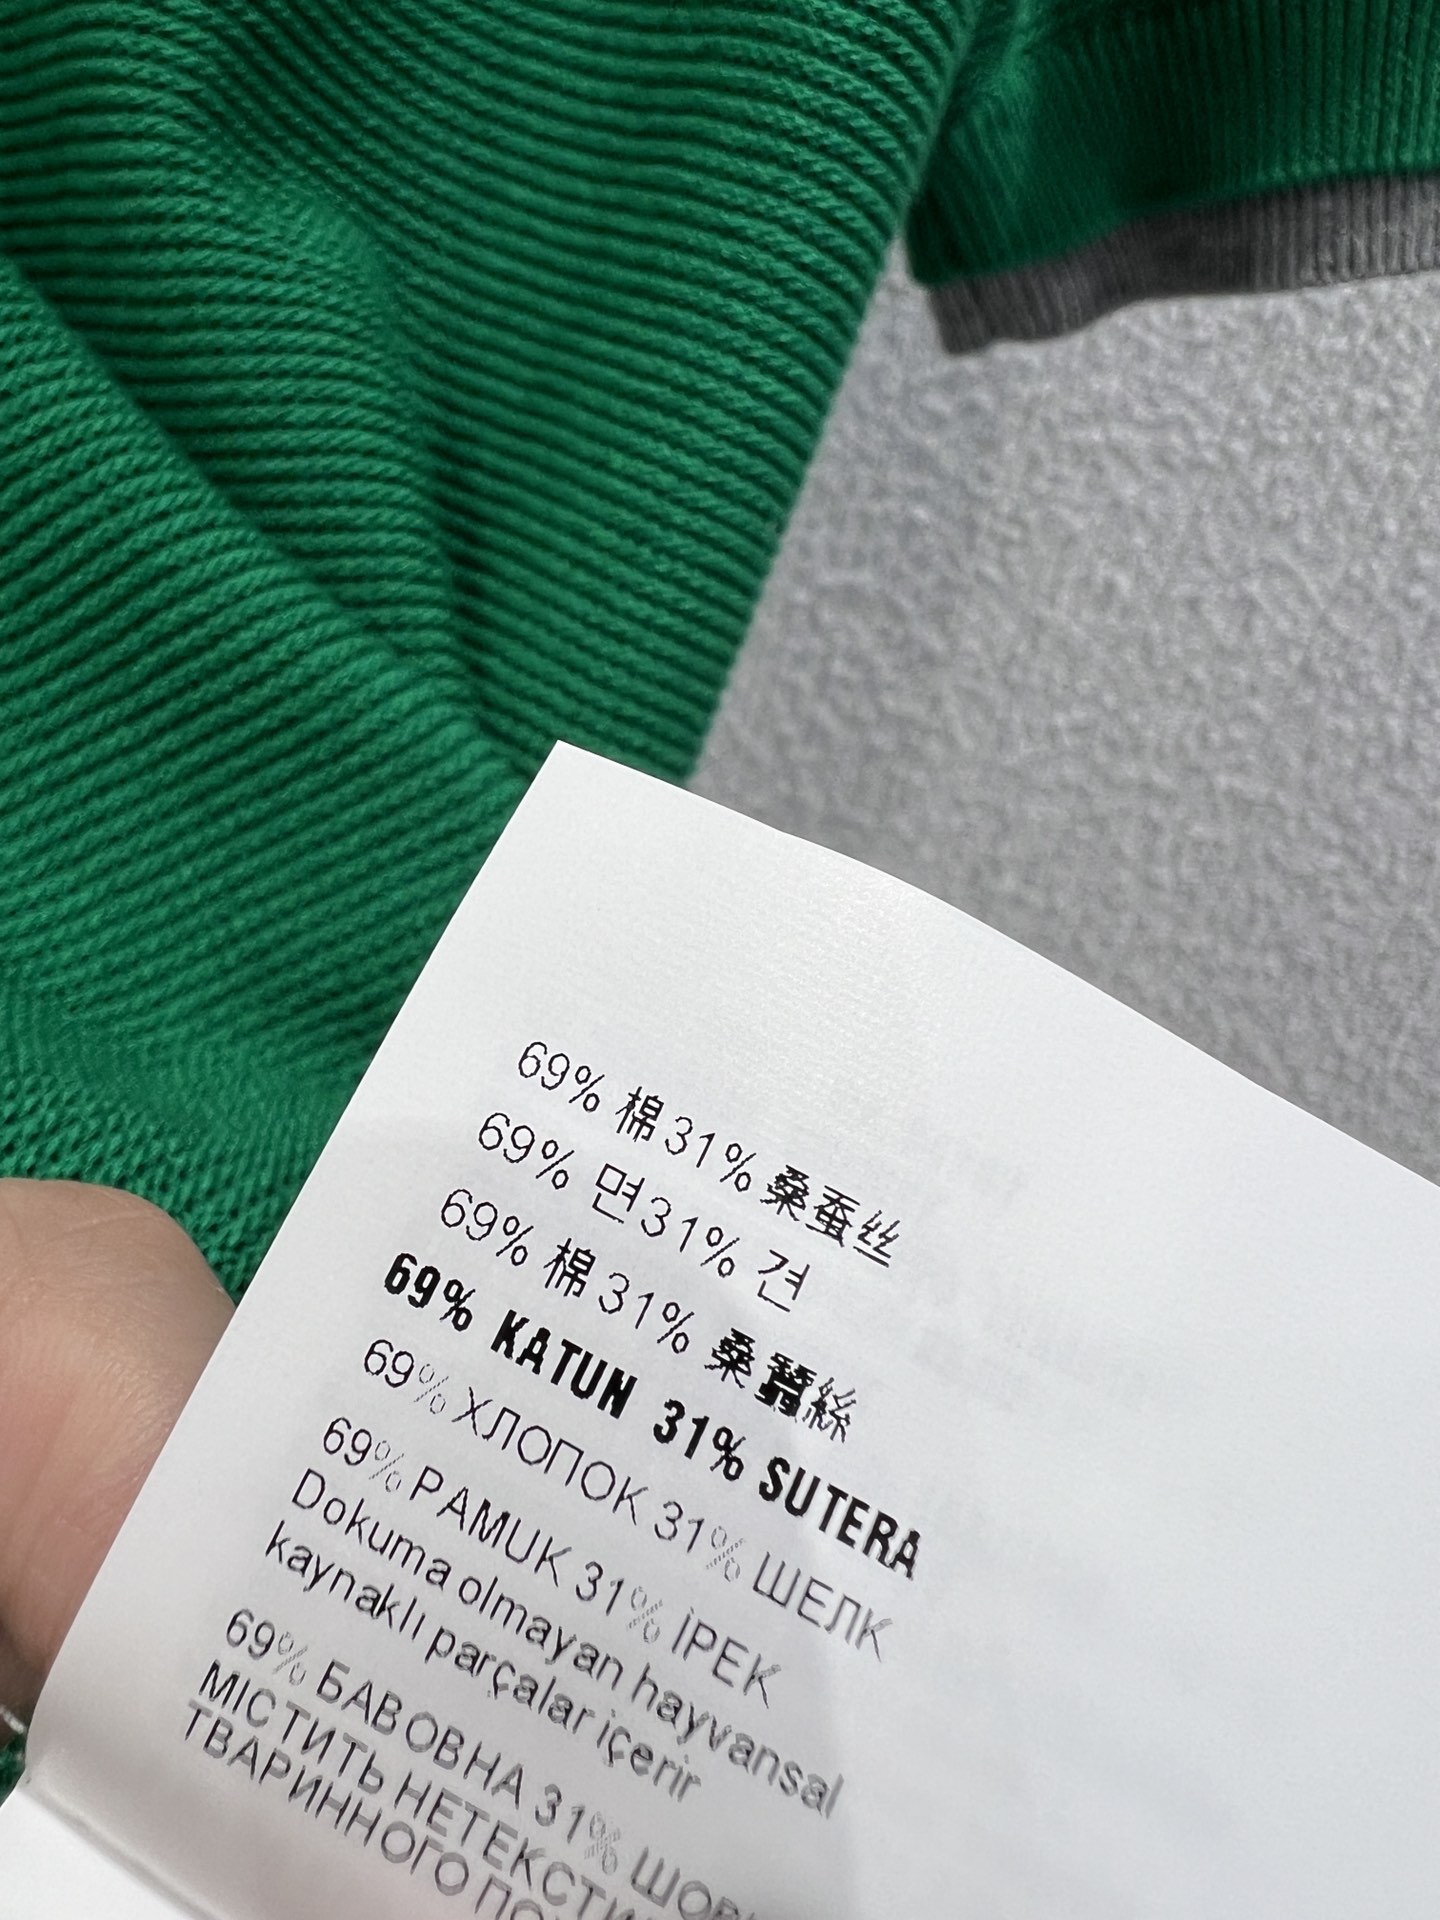 69% 棉 31% 桑蚕丝
69% 면 31% 견
69% 棉 31% 桑蠶絲
69% KATUN 31% SUTERA
69% ХЛОПОК 31% ШЕЛК
69% PAMUK 31% İPEK
Dokuma olmayan hayvansal
kaynaklı parçalar içerir
69% БАВОВНА 31%
МІСТИТЬ
ТВАРИННОГО